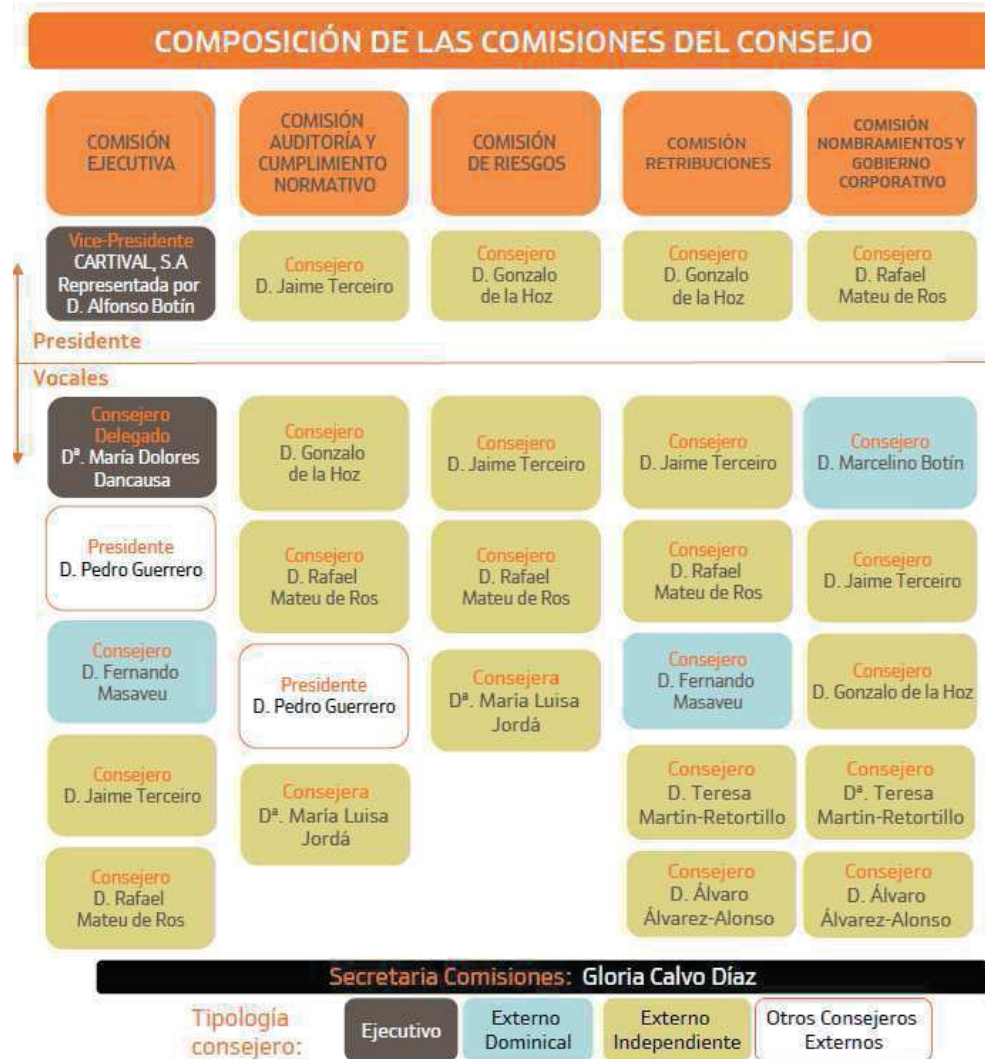 COMPOSICIÓN DE LAS COMISIONES DEL CONSEJO
COMISIÓN
EJECUTIVA
COMISIÓN
AUDITORÍA Y
CUMPLIMIENTO
NORMATIVO
COMISIÓN
DE RIESGOS
COMISIÓN
RETRIBUCIONES
COMISIÓN
NOMBRAMIENTOS Y
GOBIERNO
CORPORATIVO
Vice-Presidente
CARTIVAL, S.A
Representada por
D. Alfonso Botín
Consejero
D. Jaime Terceiro
Consejero
D. Gonzalo
de la Hoz
Consejero
D. Gonzalo
de la Hoz
Consejero
D. Rafael
Mateu de Ros
Presidente
Vocales
Consejero
Delegado
Dª. María Dolores
Dancausa
Presidente
D. Pedro Guerrero
Consejero
D. Fernando
Masaveu
Consejero
D. Jaime Terceiro
Consejero
D. Rafael
Mateu de Ros
Consejero
D. Gonzalo
de la Hoz
Consejero
D. Rafael
Mateu de Ros
Presidente
D. Pedro Guerrero
Consejera
Dª. María Luisa
Jordá
Consejero
D. Jaime Terceiro
Consejero
D. Rafael
Mateu de Ros
Consejera
Dª. María Luisa
Jordá
Consejero
D. Jaime Terceiro
Consejero
D. Rafael
Mateu de Ros
Consejero
D. Fernando
Masaveu
Consejero
D. Teresa
Martin-Retortillo
Consejero
D. Álvaro
Álvarez-Alonso
Consejero
D. Marcelino Botín
Consejero
D. Jaime Terceiro
Consejero
D. Gonzalo de la Hoz
Consejero
Dª. Teresa
Martin-Retortillo
Consejero
D. Álvaro
Álvarez-Alonso
Secretaria Comisiones: Gloria Calvo Díaz
Tipología
consejero:
Ejecutivo
Externo
Dominical
Externo
Independiente
Otros Consejeros
Externos